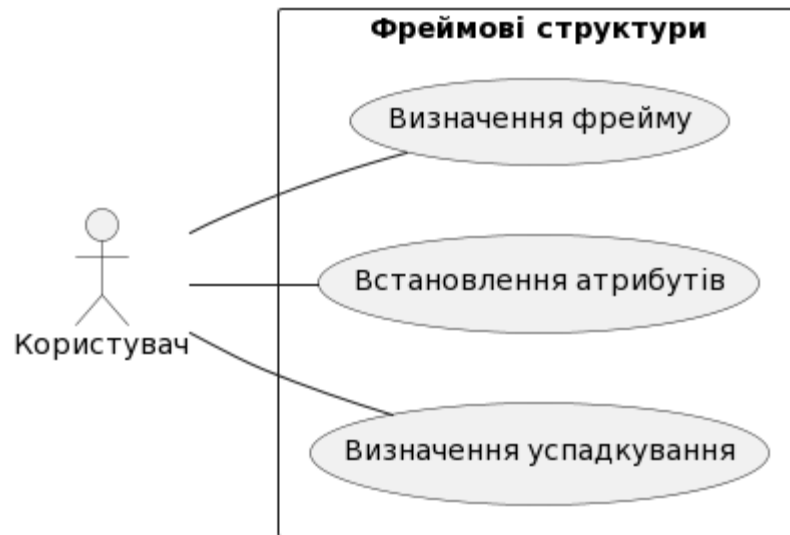 Фреймові структури
Визначення фрейму
Встановлення атрибутів
Користувач
Визначення успадкування